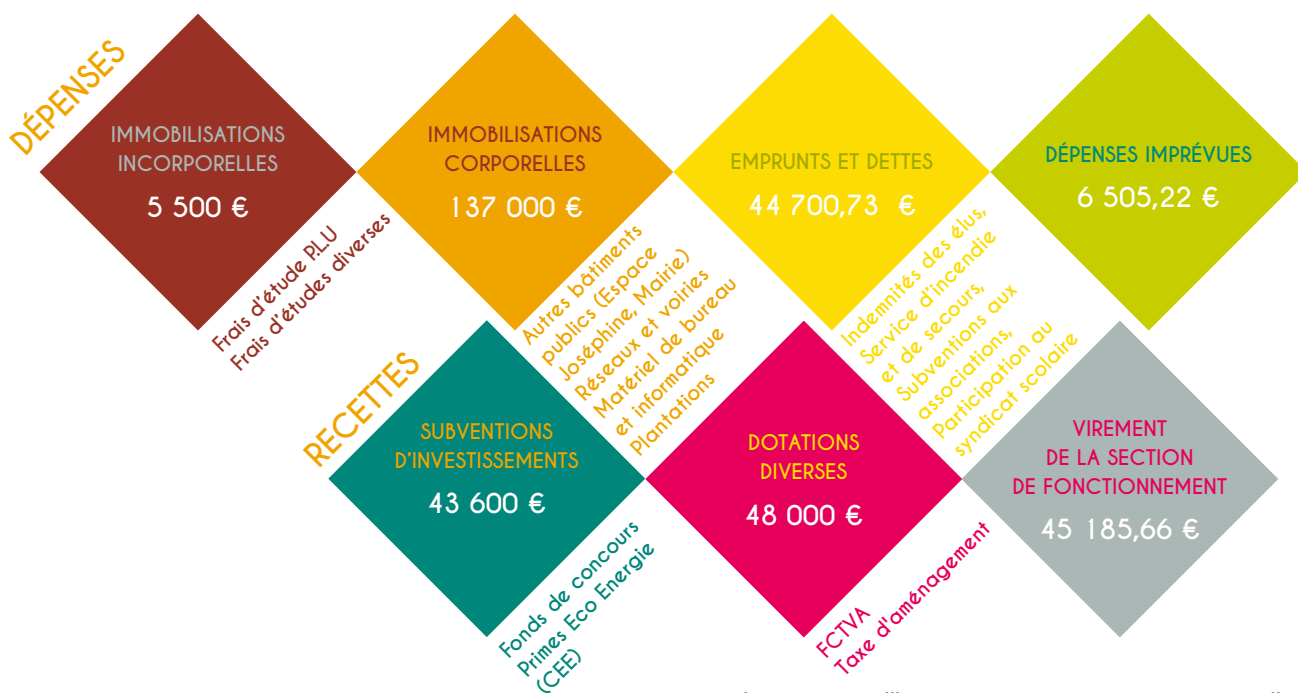 DÉPENSES
IMMOBILISATIONS
INCORPORELLES
5 500 €
Frais d'étude P.LU
Frais d'études diverses
IMMOBILISATIONS
CORPORELLES
137 000 €
Autres bâtiments
publics (Espace
Joséphine, Mairie)
Réseaux et voiries
Matériel de bureau
et informatique
Plantations
EMPRUNTS ET DETTES
44 700,73 €
Indemnités des élus,
Service d'incendie
et de secours,
Subventions aux
associations,
Participation au
syndicat scolaire
DÉPENSES IMPRÉVUES
6 505,22 €
RECETTES
SUBVENTIONS
D'INVESTISSEMENTS
43 600 €
Fonds de concours
Primes Eco Energie
(CEE)
DOTATIONS
DIVERSES
48 000 €
FCTVA
Taxe d'aménagement
VIREMENT
DE LA SECTION
DE FONCTIONNEMENT
45 185,66 €